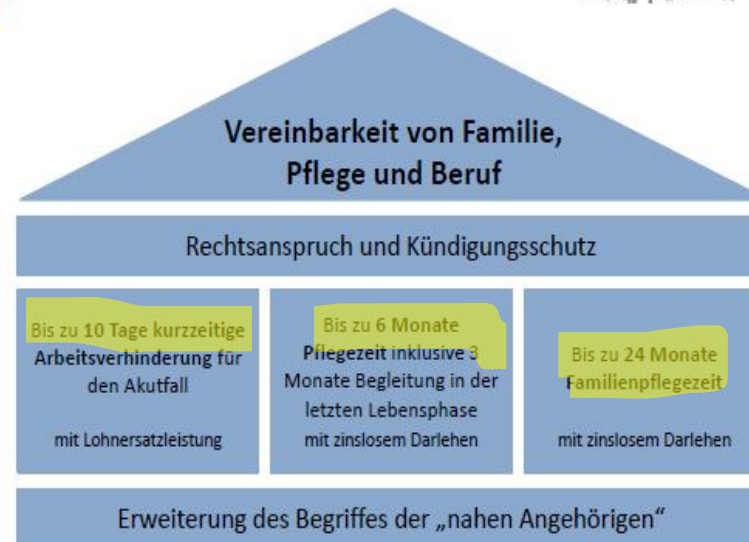 Vereinbarkeit von Familie,
Pflege und Beruf
Rechtsanspruch und Kündigungsschutz
Bis zu 10 Tage kurzzeitige
Arbeitsverhinderung für
den Akutfall
mit Lohnersatzleistung
Bis zu 6 Monate
Pflegezeit inklusive 3
Monate Begleitung in der
letzten Lebensphase
mit zinslosem Darlehen
Bis zu 24 Monate
Familienpflegezeit
mit zinslosem Darlehen
Erweiterung des Begriffes der „nahen Angehörigen“